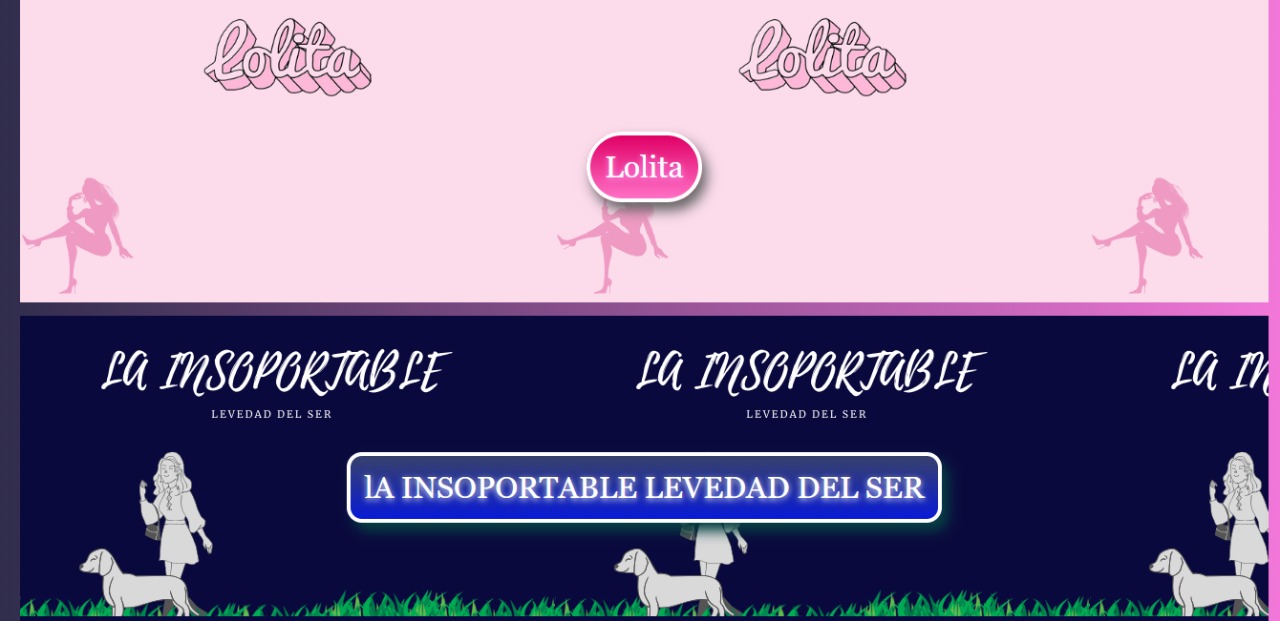 Lolita Lolita
Lolita
LA INSOPORTABLE LA INSOPORTABLE LA IN
LEVEDAD DEL SER LEVEDAD DEL SER
lA INSOPORTABLE LEVEDAD DEL SER